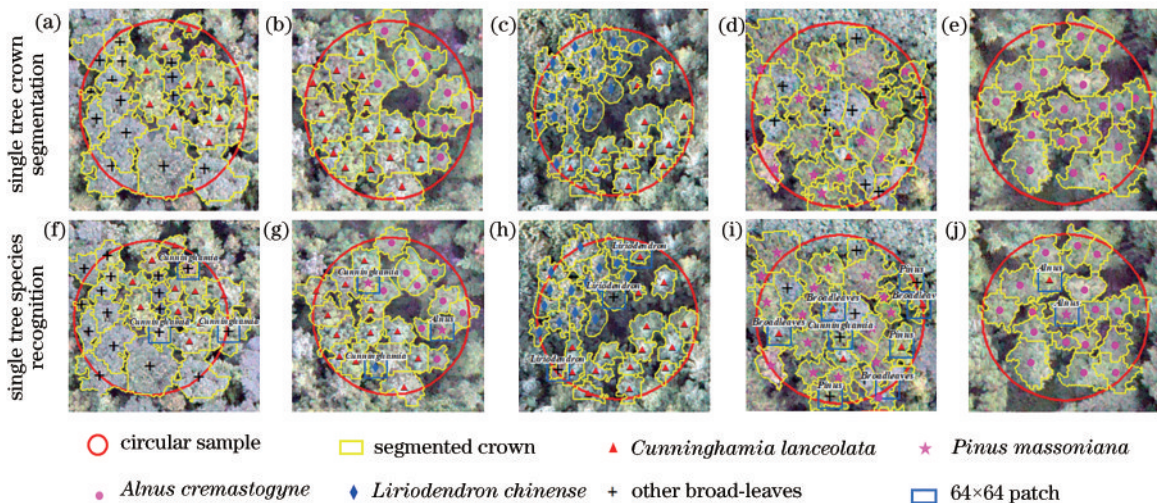 single tree crown
segmentation
(a)
(b)
(c)
(d)
(e)
single tree species
recognition
(f)
Cunninghamia
Cunninghamia
Cunninghamia
(g)
Cunninghamia
Alnus
Cunninghamia
(h)
Liriodendron
Liriodendron
Liriodendron
(i)
Pinus
Broadleaves
Broadleaves
Broadleaves
Cunninghamia
Pinus
Broadleaves
Pinus
(j)
Alnus
Alnus
circular sample
segmented crown
Cunninghamia lanceolata
Pinus massoniana
Alnus cremastogyne
Liriodendron chinense
other broad-leaves
64×64 patch